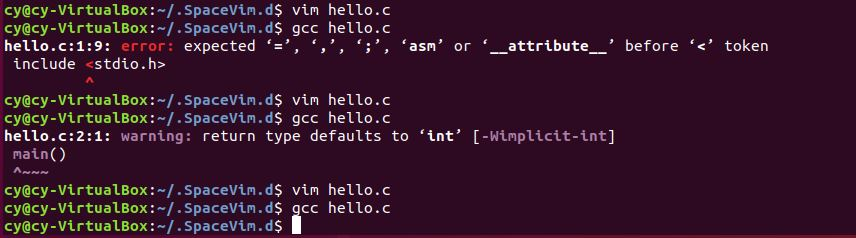 cy@cy-VirtualBox:~/.SpaceVim.d$ vim hello.c
cy@cy-VirtualBox:~/.SpaceVim.d$ gcc hello.c
hello.c:1:9: error: expected ‘=’, ‘,’, ‘;’, ‘asm’ or ‘__attribute__’ before ‘<’ token
 include <stdio.h>
         ^
cy@cy-VirtualBox:~/.SpaceVim.d$ vim hello.c
cy@cy-VirtualBox:~/.SpaceVim.d$ gcc hello.c
hello.c:2:1: warning: return type defaults to ‘int’ [-Wimplicit-int]
 main()
 ^~~~
cy@cy-VirtualBox:~/.SpaceVim.d$ vim hello.c
cy@cy-VirtualBox:~/.SpaceVim.d$ gcc hello.c
cy@cy-VirtualBox:~/.SpaceVim.d$